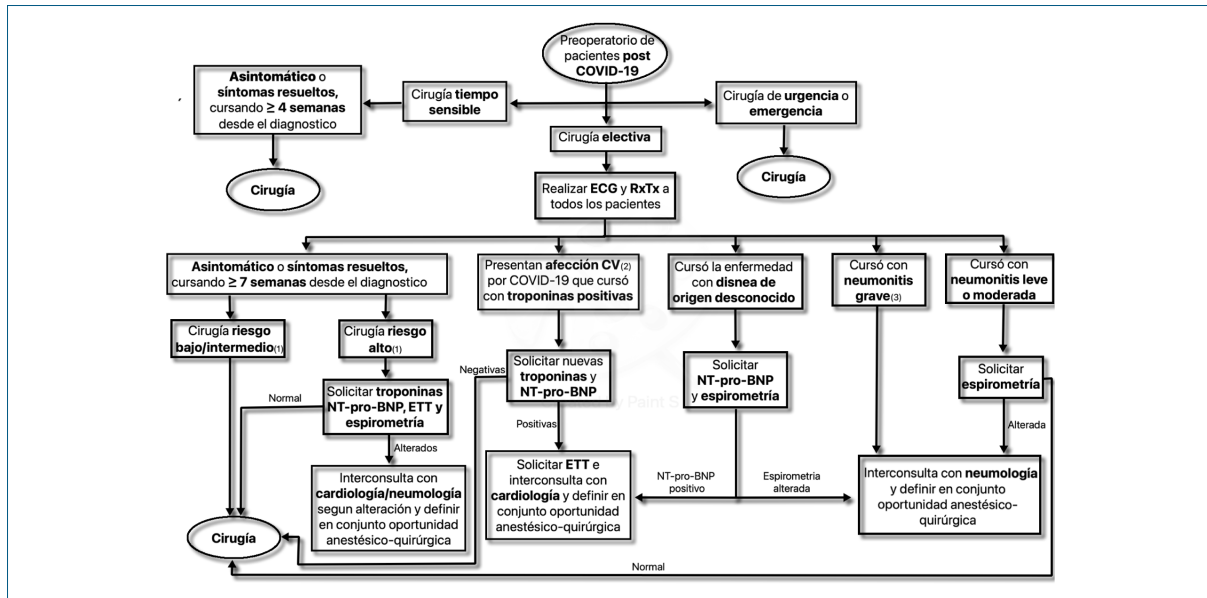 Preoperatorio de
pacientes post
COVID-19
Asintomático o
síntomas resueltos,
cursando ≥ 4 semanas
desde el diagnostico
Cirugía tiempo
sensible
Cirugía de urgencia o
emergencia
Cirugía electiva
Cirugía
Cirugía
Realizar ECG y RxTx a
todos los pacientes
Asintomático o síntomas resueltos,
cursando ≥ 7 semanas desde el diagnostico
Presentan afección CV(2)
por COVID-19 que cursó
con troponinas positivas
Cursó la enfermedad
con disnea de
origen desconocido
Cursó con
neumonitis
grave(3)
Cursó con
neumonitis leve
o moderada
Cirugía riesgo
bajo/intermedio(1)
Cirugía riesgo
alto(1)
Negativas
Solicitar nuevas
troponinas y
NT-pro-BNP
Solicitar
NT-pro-BNP
y espirometría
Solicitar
espirometría
Normal
Solicitar troponinas
NT-pro-BNP, ETT y
espirometría
Positivas
Alterada
Alterados
Interconsulta con
cardiología/neumología
segun alteración y definir
en conjunto oportunidad
anestésico-quirúrgica
Solicitar ETT e
interconsulta con
cardiología y definir en
conjunto oportunidad
anestésico-quirúrgica
NT-pro-BNP
positivo
Espirometria
alterada
Interconsulta con neumología
y definir en conjunto
oportunidad anestésico-
quirúrgica
Cirugía
Normal